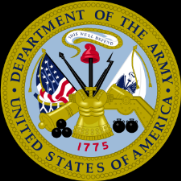 DEPARTMENT OF THE ARMY
THIS WE'LL DEFEND
1775
UNITED STATES OF AMERICA